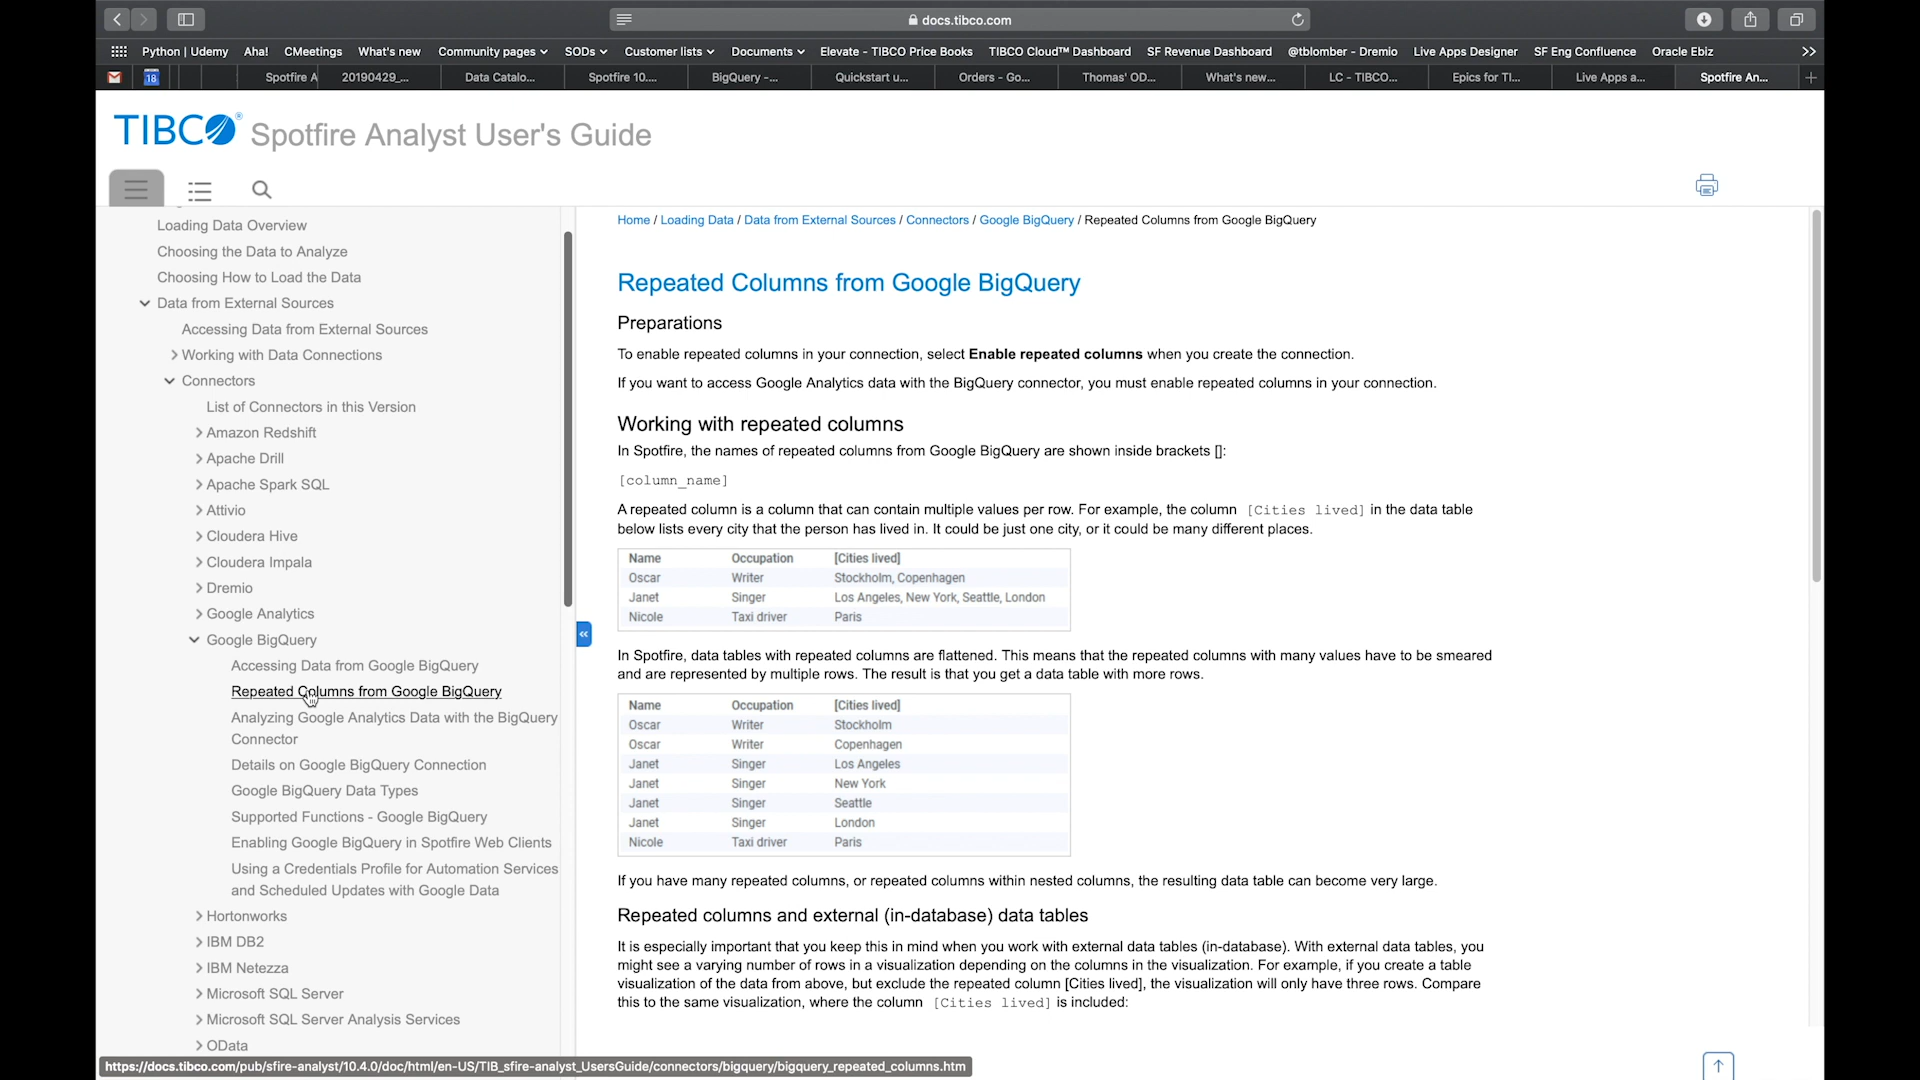 docs.tibco.com
Python | Udemy Aha! CMeetings What's new Community pages SODs Customer lists Documents Elevate - TIBCO Price Books TIBCO Cloud™ Dashboard SF Revenue Dashboard @tblomber - Dremio Live Apps Designer SF Eng Confluence Oracle Ebiz
18 Spotfire A 20190429_... Data Catalo... Spotfire 10.... BigQuery -... Quickstart u... Orders - Go... Thomas' OD... What's new... LC - TIBCO... Epics for TI... Live Apps a... Spotfire An...
TIBCO® Spotfire Analyst User's Guide
Loading Data Overview
Choosing the Data to Analyze
Choosing How to Load the Data
Data from External Sources
Accessing Data from External Sources
Working with Data Connections
Connectors
List of Connectors in this Version
Amazon Redshift
Apache Drill
Apache Spark SQL
Attivio
Cloudera Hive
Cloudera Impala
Dremio
Google Analytics
Google BigQuery
Accessing Data from Google BigQuery
Repeated Columns from Google BigQuery
Analyzing Google Analytics Data with the BigQuery
Connector
Details on Google BigQuery Connection
Google BigQuery Data Types
Supported Functions - Google BigQuery
Enabling Google BigQuery in Spotfire Web Clients
Using a Credentials Profile for Automation Services
and Scheduled Updates with Google Data
Hortonworks
IBM DB2
IBM Netezza
Microsoft SQL Server
Microsoft SQL Server Analysis Services
OData
Home / Loading Data / Data from External Sources / Connectors / Google BigQuery / Repeated Columns from Google BigQuery
Repeated Columns from Google BigQuery
Preparations
To enable repeated columns in your connection, select Enable repeated columns when you create the connection.
If you want to access Google Analytics data with the BigQuery connector, you must enable repeated columns in your connection.
Working with repeated columns
In Spotfire, the names of repeated columns from Google BigQuery are shown inside brackets []:
[column_name]
A repeated column is a column that can contain multiple values per row. For example, the column [Cities lived] in the data table
below lists every city that the person has lived in. It could be just one city, or it could be many different places.
Name Occupation [Cities lived]
Oscar Writer Stockholm, Copenhagen
Janet Singer Los Angeles, New York, Seattle, London
Nicole Taxi driver Paris
In Spotfire, data tables with repeated columns are flattened. This means that the repeated columns with many values have to be smeared
and are represented by multiple rows. The result is that you get a data table with more rows.
Name Occupation [Cities lived]
Oscar Writer Stockholm
Oscar Writer Copenhagen
Janet Singer Los Angeles
Janet Singer New York
Janet Singer Seattle
Janet Singer London
Nicole Taxi driver Paris
If you have many repeated columns, or repeated columns within nested columns, the resulting data table can become very large.
Repeated columns and external (in-database) data tables
It is especially important that you keep this in mind when you work with external data tables (in-database). With external data tables, you
might see a varying number of rows in a visualization depending on the columns in the visualization. For example, if you create a table
visualization of the data from above, but exclude the repeated column [Cities lived], the visualization will only have three rows. Compare
this to the same visualization, where the column [Cities lived] is included:
https://docs.tibco.com/pub/sfire-analyst/10.4.0/doc/html/en-US/TIB_sfire-analyst_UsersGuide/connectors/bigquery/bigquery_repeated_columns.htm